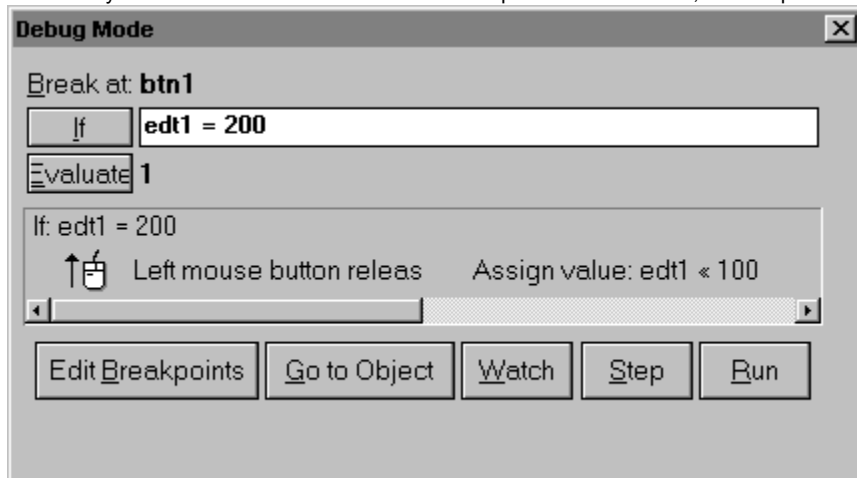 Debug Mode
Break at: btn1
If edt1 = 200
Evaluate 1
If: edt1 = 200
Left mouse button releas Assign value: edt1 « 100
Edit Breakpoints Go to Object Watch Step Run